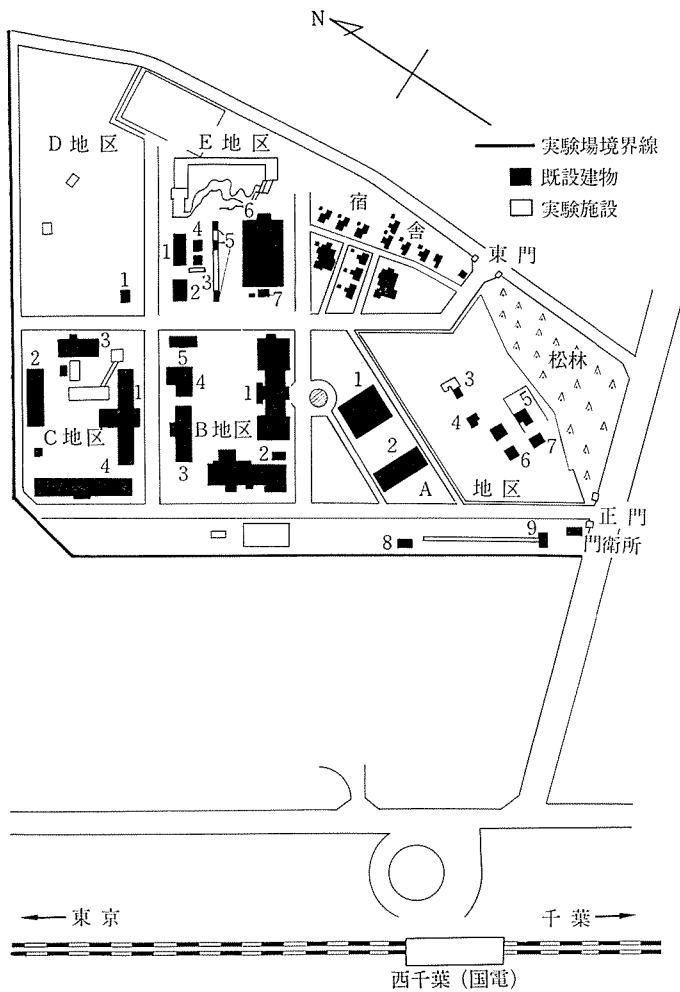 N
実験場境界線
既設建物
実験施設
D 地 区
E 地 区
宿
舎
6
4
5
1
3
2
7
1
東 門
松林
3
2
1
C 地区
4
5
4
1
B 地区
2
3
1
2
A
地 区
3
4
5
7
6
正 門
門衛所
8
9
東 京
千 葉
西千葉（国電）